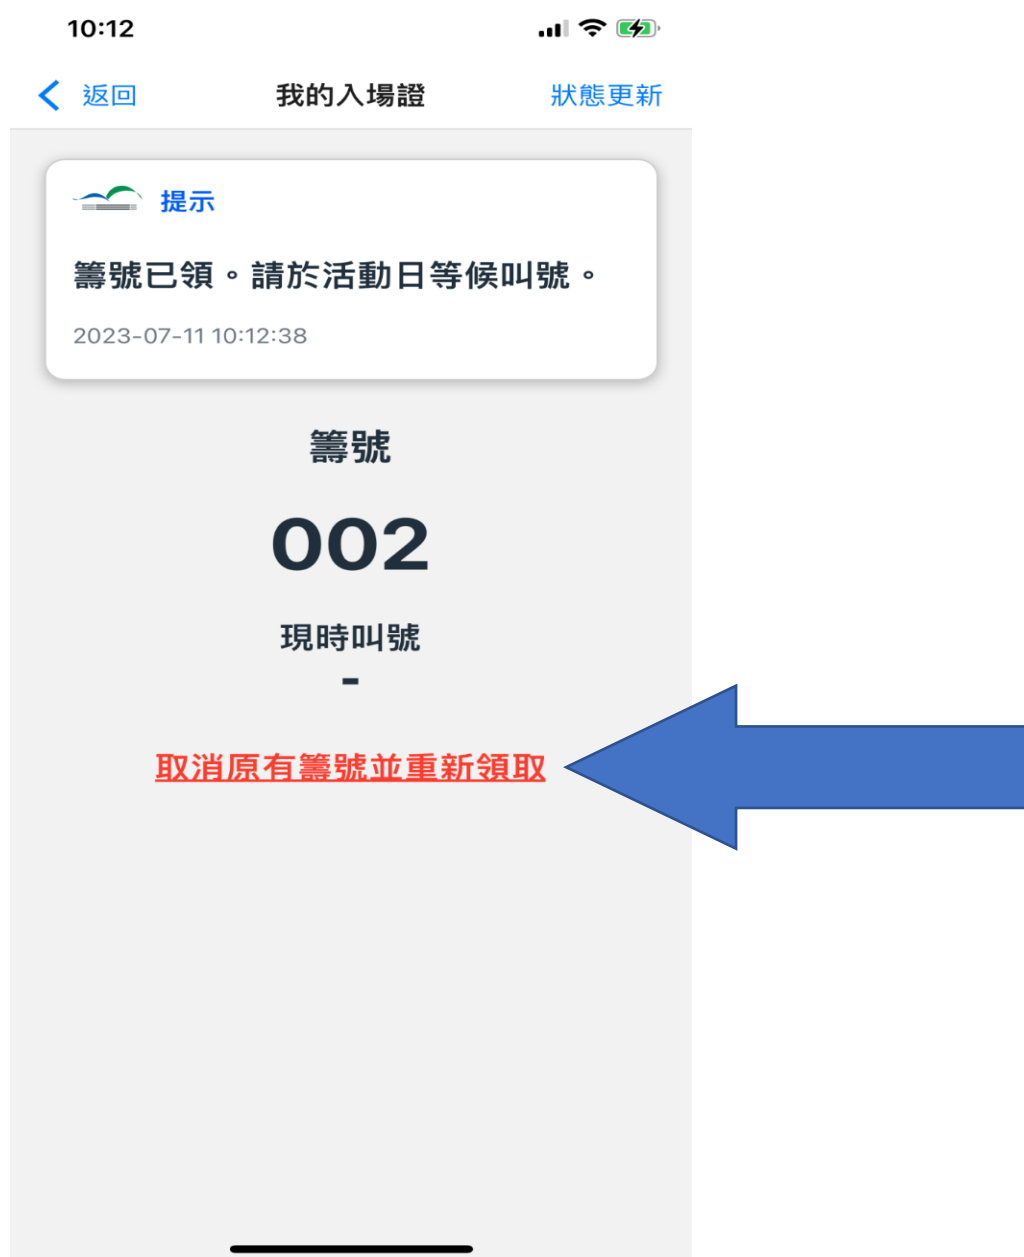 10:12
返回
我的入場證
狀態更新
提示
籌號已領。請於活動日等候叫號。
2023-07-11 10:12:38
籌號
002
現時叫號
-
取消原有籌號並重新領取